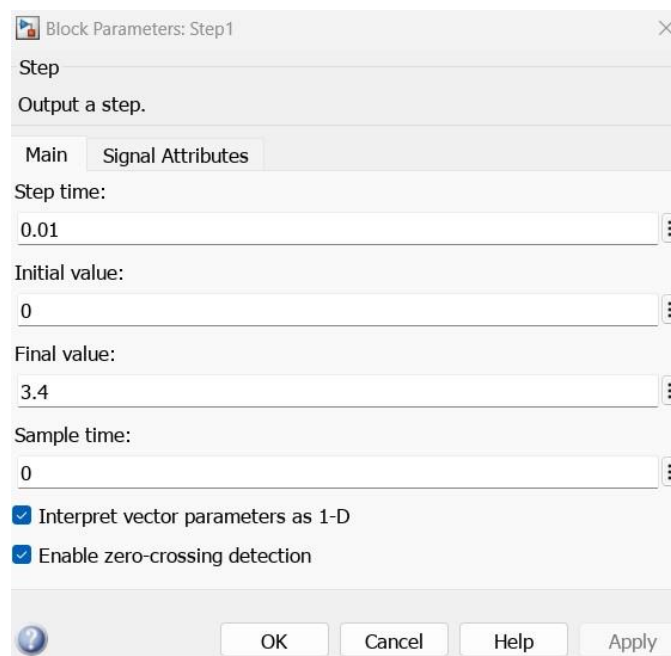 Block Parameters: Step1
Step
Output a step.
Main Signal Attributes
Step time:
0.01
Initial value:
0
Final value:
3.4
Sample time:
0
Interpret vector parameters as 1-D
Enable zero-crossing detection
? OK Cancel Help Apply